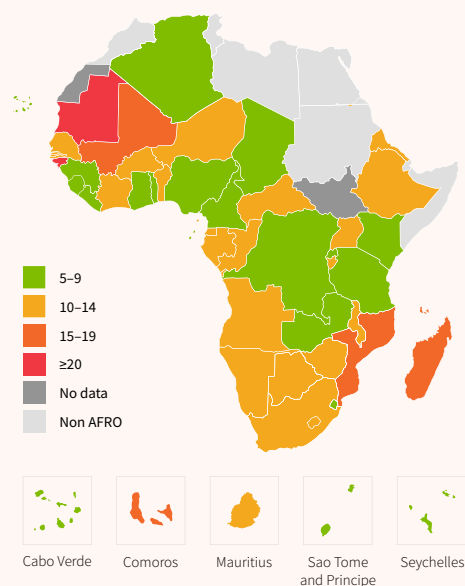 5–9
10–14
15–19
≥20
No data
Non AFRO
Cabo Verde
Comoros
Mauritius
Sao Tome
and Principe
Seychelles